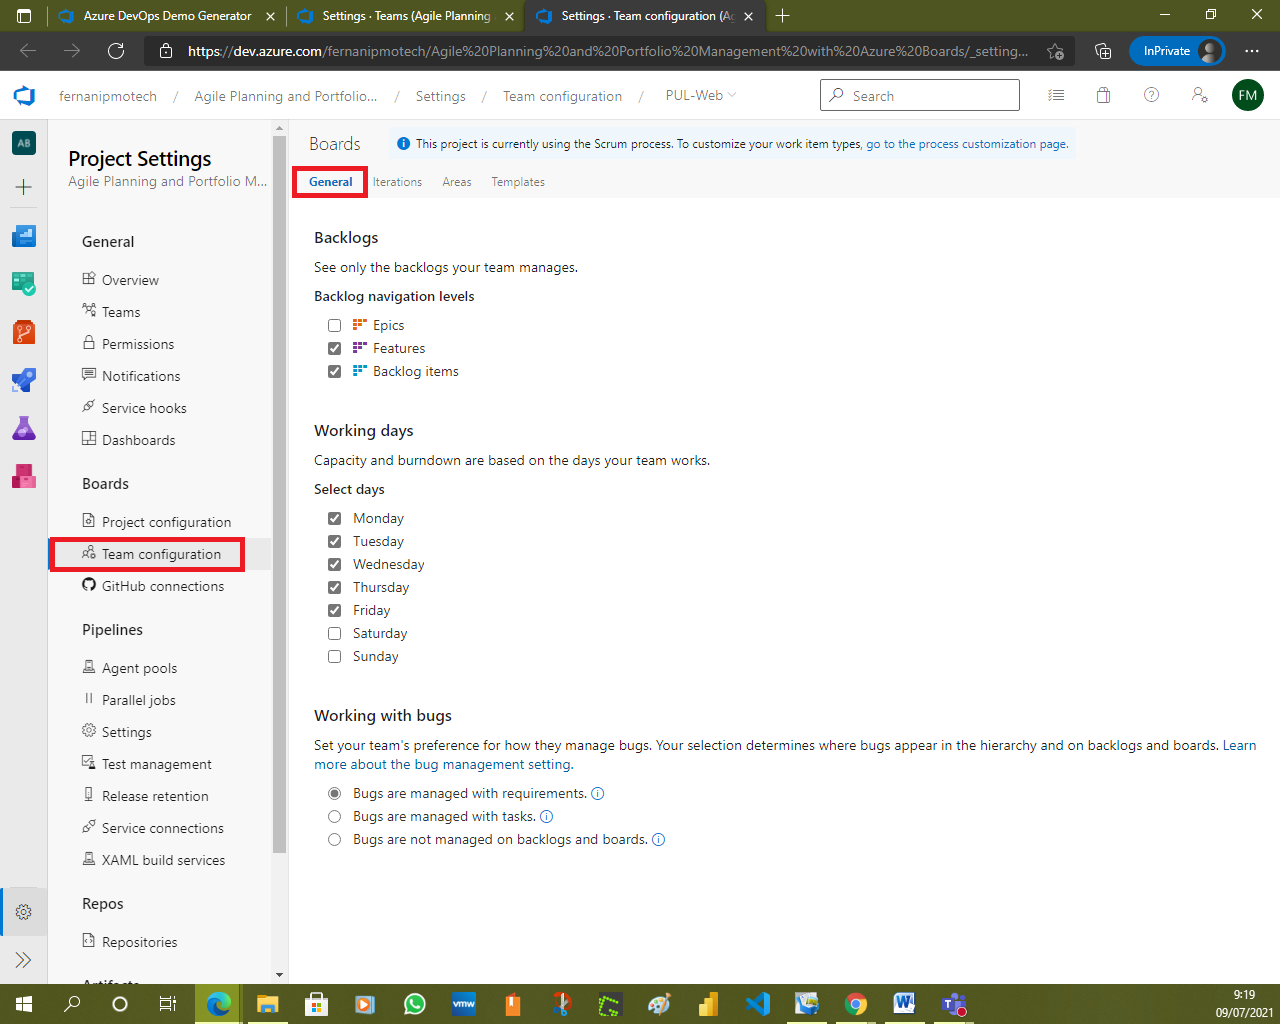 Azure DevOps Demo Generator
Settings · Teams (Agile Planning
Settings · Team configuration (Ag
https://dev.azure.com/fernanipmotech/Agile%20Planning%20and%20Portfolio%20Management%20with%20Azure%20Boards/_setting...
InPrivate
fernanipmotech / Agile Planning and Portfolio... / Settings / Team configuration / PUL-Web
Search
FM
AB
Project Settings
Agile Planning and Portfolio M...
General
Overview
Teams
Permissions
Notifications
Service hooks
Dashboards
Boards
Project configuration
Team configuration
GitHub connections
Pipelines
Agent pools
Parallel jobs
Settings
Test management
Release retention
Service connections
XAML build services
Repos
Repositories
Artifacts
Boards
This project is currently using the Scrum process. To customize your work item types, go to the process customization page.
General Iterations Areas Templates
Backlogs
See only the backlogs your team manages.
Backlog navigation levels
Epics
Features
Backlog items
Working days
Capacity and burndown are based on the days your team works.
Select days
Monday
Tuesday
Wednesday
Thursday
Friday
Saturday
Sunday
Working with bugs
Set your team's preference for how they manage bugs. Your selection determines where bugs appear in the hierarchy and on backlogs and boards. Learn
more about the bug management setting.
Bugs are managed with requirements.
Bugs are managed with tasks.
Bugs are not managed on backlogs and boards.
vmw
9:19
09/07/2021